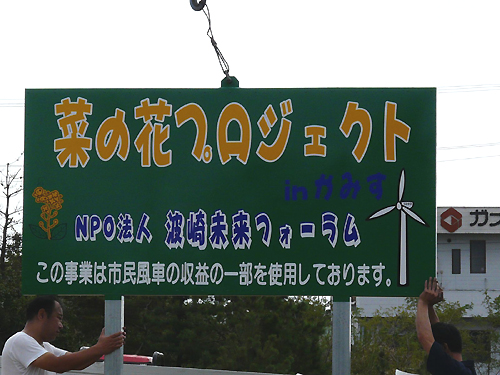 菜の花プロジェクト
inかみす
NPO法人 波崎未来フォーラム
この事業は市民風車の収益の一部を使用しております。
ガス